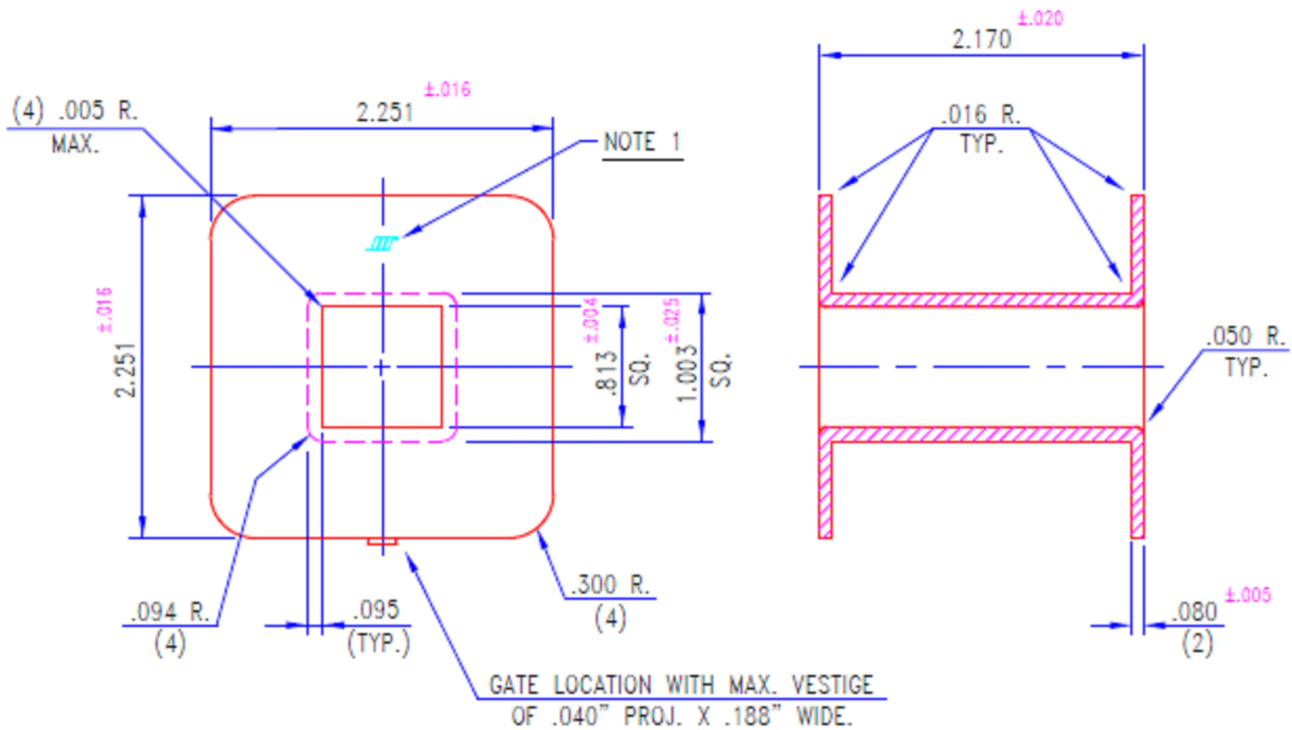 ±.016
2.251
(4) .005 R.
MAX.
NOTE 1
±.016
2.251
±.004
.813
SQ.
±.025
1.003
SQ.
.094 R.
(4)
.095
(TYP.)
.300 R.
(4)
GATE LOCATION WITH MAX. VESTIGE
OF .040” PROJ. X .188” WIDE.
±.020
2.170
.016 R.
TYP.
.050 R.
TYP.
±.005
.080
(2)